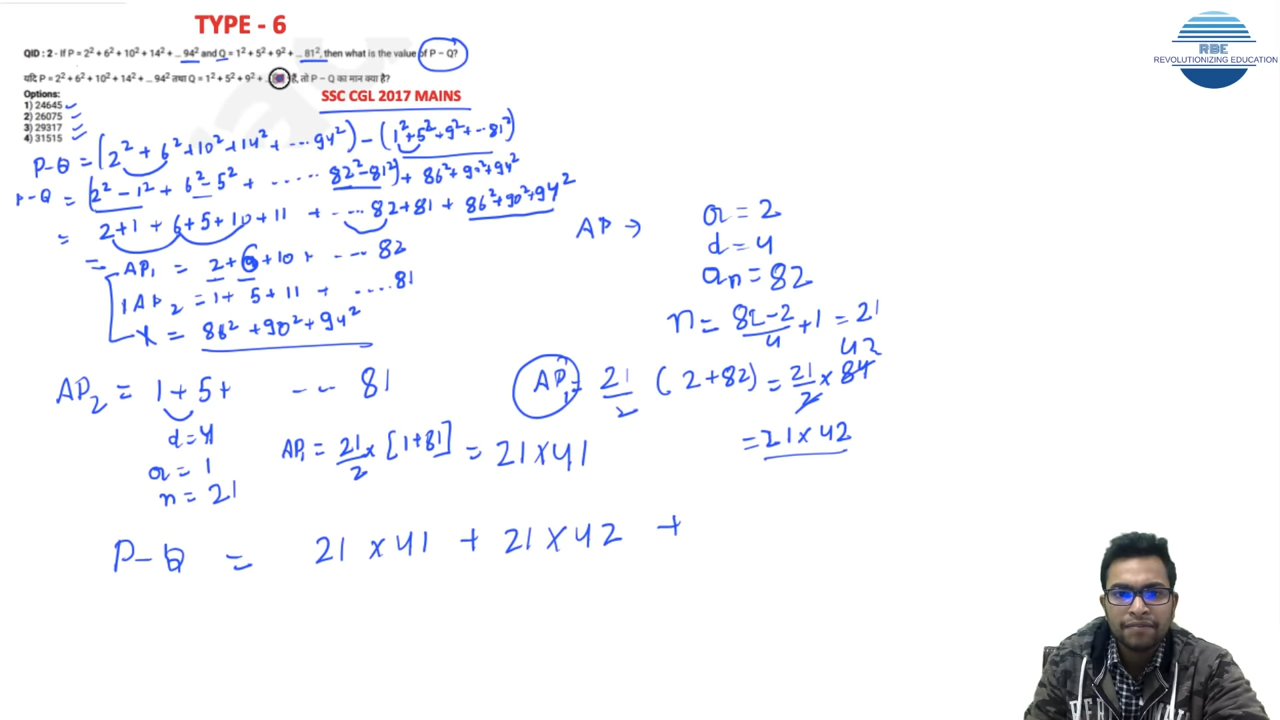 TYPE - 6
RBE
REVOLUTIONIZING EDUCATION
QID : 2 - If P = 2² + 6² + 10² + 14² + .. 94² and Q = 1² + 5² + 9² + .. 81², then what is the value of P – Q?
यदि P = 2² + 6² + 10² + 14² + .. 94² तथा Q = 1² + 5² + 9² + .. है, तो P – Q का मान क्या है?
Options:
SSC CGL 2017 MAINS
1) 24645
2) 26075
3) 29317
4) 31515
P-Q = (2² + 6² + 10² + 14² + ... 94²) - (1² + 5² + 9² + ... 81²)
P-Q = (2² - 1² + 6² - 5² + ..... 82² - 81²) + 86² + 90² + 94²
= 2+1 + 6+5+10+11 + ... 82+81 + 86² + 90² + 94²
= AP₁ = 2+6+10+ ..... 82
AP₂ = 1+ 5+11 + .....81
X = 86² + 90² + 94²
AP →
a = 2
d = 4
an = 82
n = 82-2/4 + 1 = 21
AP₁ = 21/2 (2+82) = 21/2 × 84 42
= 21×42
AP₂ = 1+5+ ---- 81
d = 4
a = 1
n = 21
AP₁ = 21/2 × [1+81] = 21×41
P-Q = 21×41 + 21×42 +